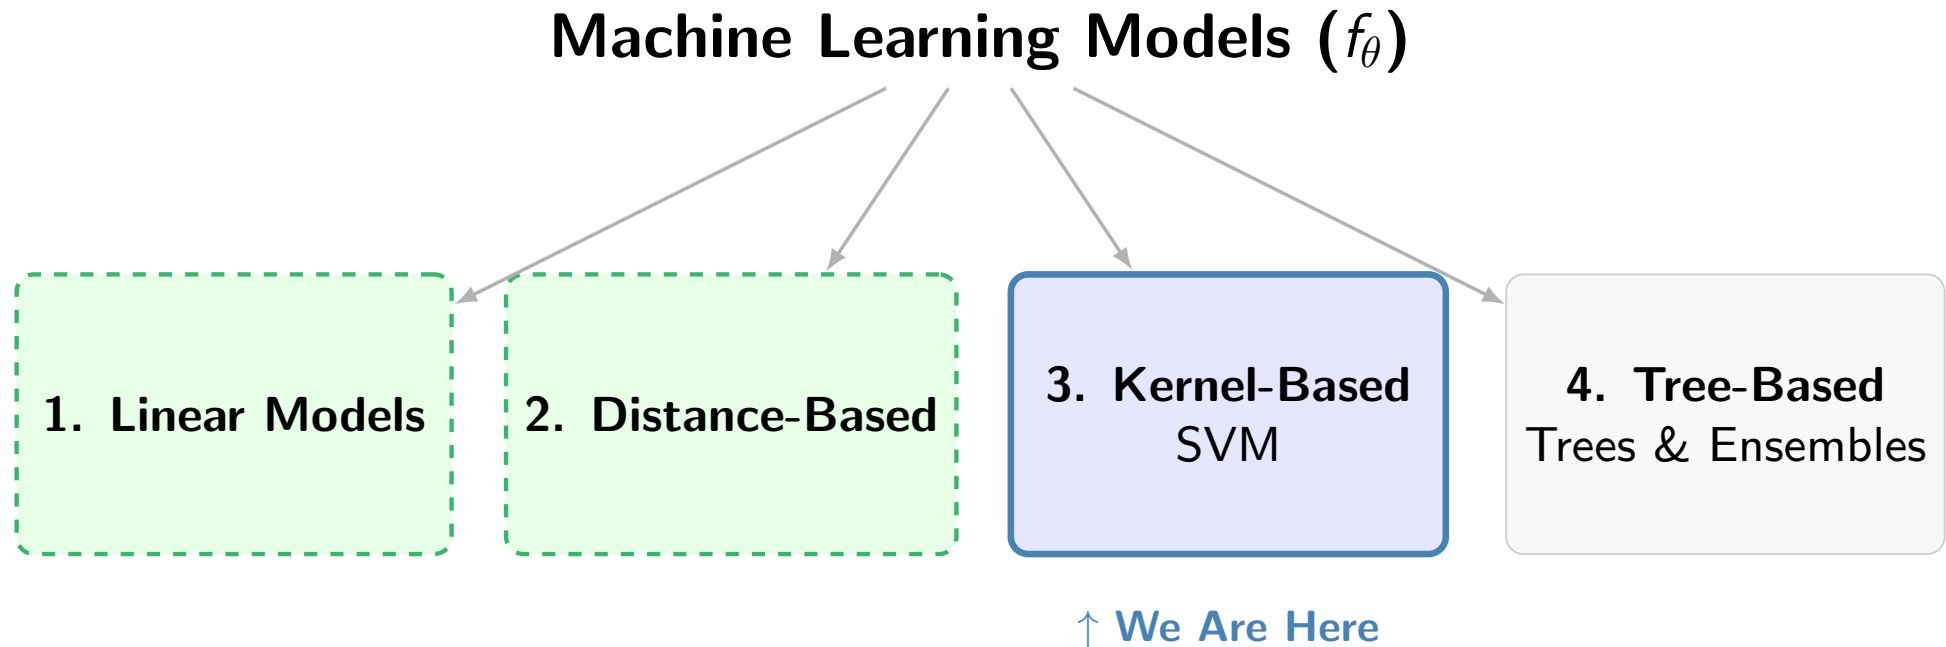 Machine Learning Models (fθ)
1. Linear Models
2. Distance-Based
3. Kernel-Based
SVM
4. Tree-Based
Trees & Ensembles
↑ We Are Here